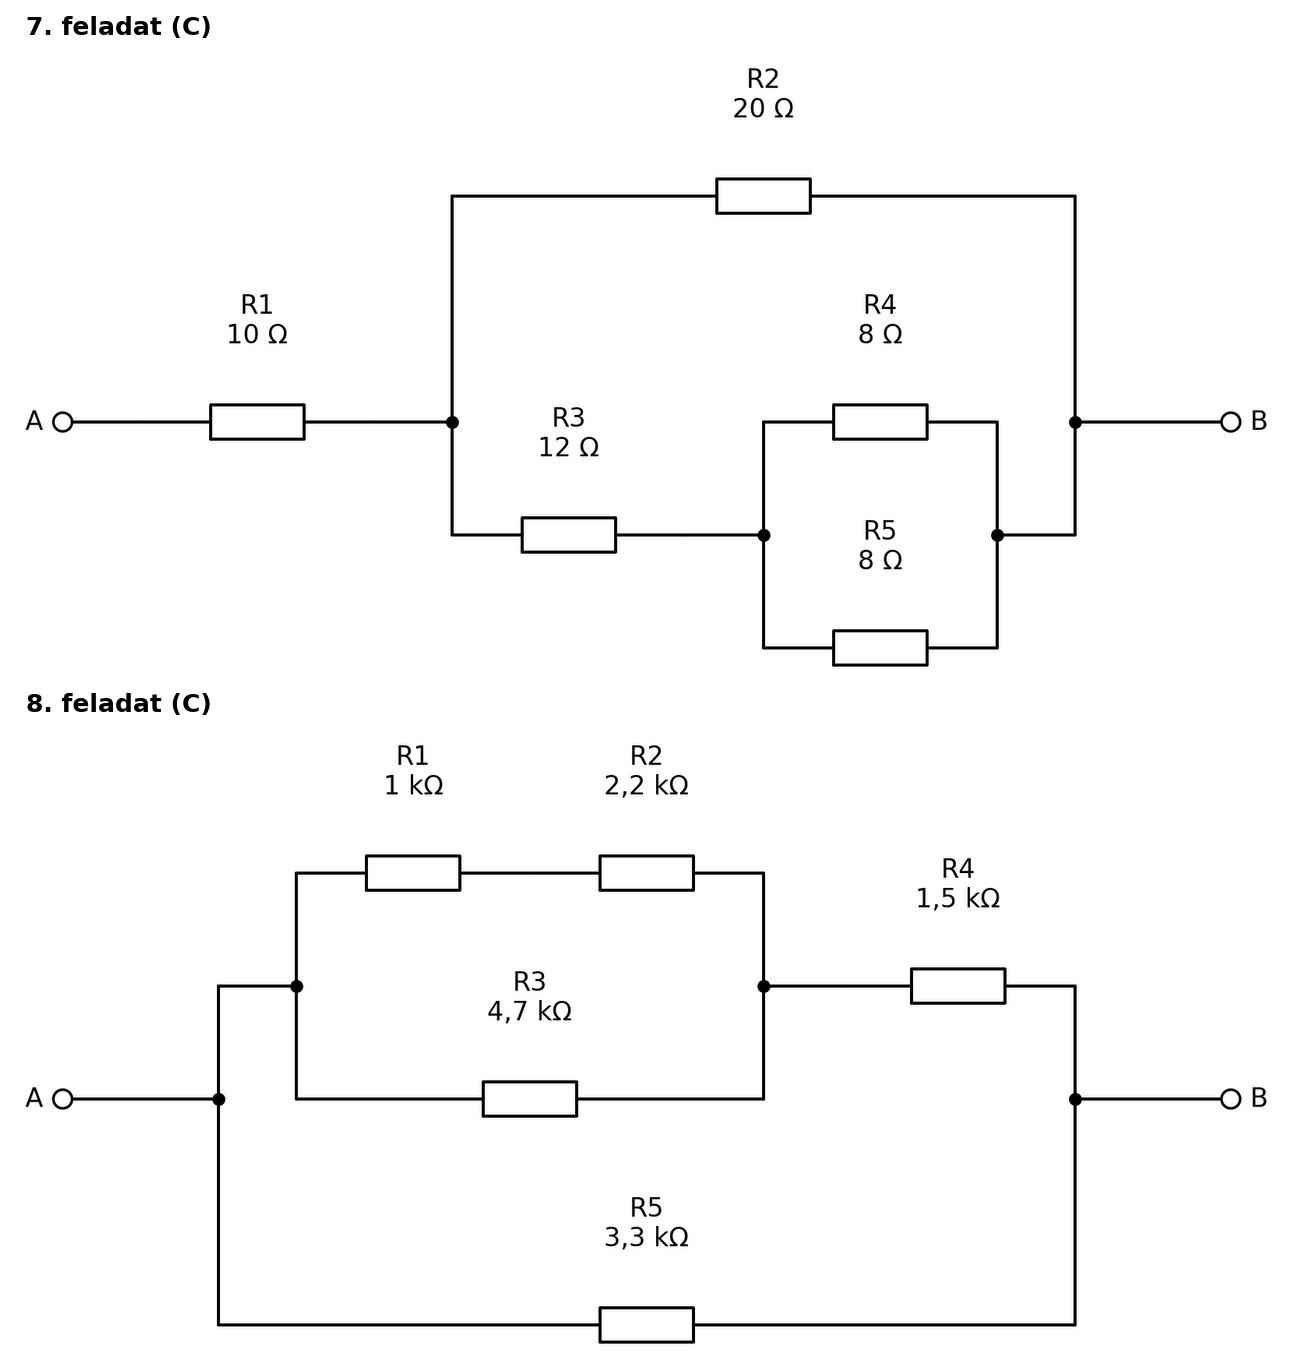 7. feladat (C)
R2
20 Ω
R1
10 Ω
R4
8 Ω
R3
12 Ω
A
B
R5
8 Ω
8. feladat (C)
R1
1 kΩ
R2
2,2 kΩ
R4
1,5 kΩ
R3
4,7 kΩ
A
B
R5
3,3 kΩ